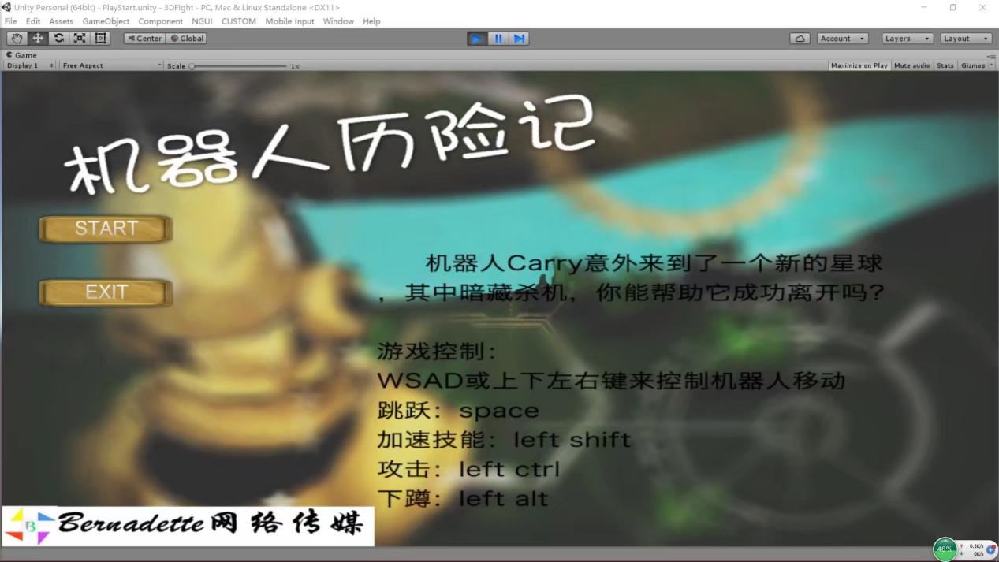 Unity Personal (64bit) - PlayStart.unity - 3DFight - PC, Mac & Linux Standalone <DX11>
File Edit Assets GameObject Component NGUI CUSTOM Mobile Input Window Help
Center Global Account Layers Layout
Game
Display 1 Free Aspect Scale 1x Maximize on Play Mute audio Stats Gizmos
机器人历险记
START
EXIT
机器人Carry意外来到了一个新的星球
，其中暗藏杀机，你能帮助它成功离开吗?
游戏控制：
WSAD或上下左右键来控制机器人移动
跳跃：space
加速技能：left shift
攻击：left ctrl
下蹲：left alt
B Bernadette网络传媒
46% 0.3K/s
0K/s